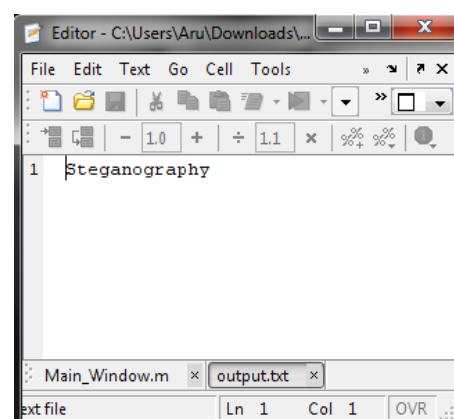 Editor - C:\Users\Aru\Downloads\...
File Edit Text Go Cell Tools »
- 1.0 + ÷ 1.1 ×
1 Steganography
Main_Window.m × output.txt ×
ext file Ln 1 Col 1 OVR